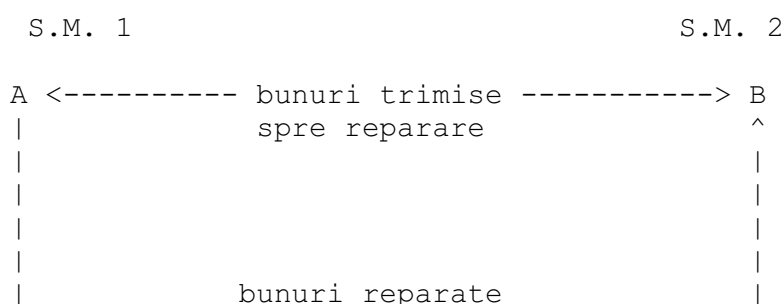 S.M. 1 S.M. 2
A <---------- bunuri trimise -----------> B
| spre reparare ^
| |
| |
| |
| |
| bunuri reparate |